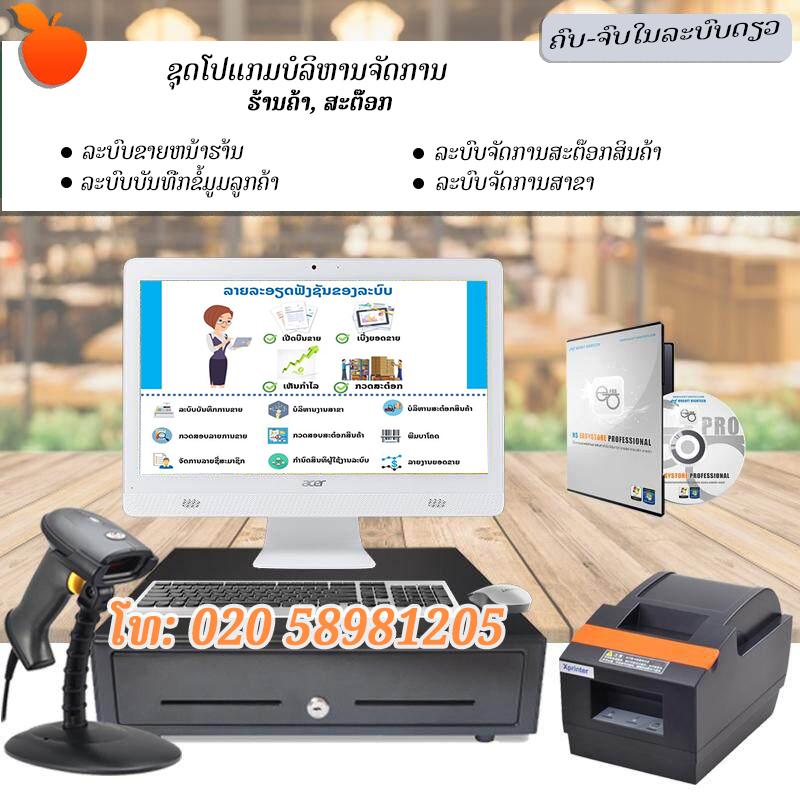 ຄົບ-ຈົບໃນລະບົບດຽວ
ຊຸດໂປແກມບໍລິຫານຈັດການ
ຮ້ານຄ້າ, ສະຕ໊ອກ
● ລະບົບຂາຍຫນ້າຮ້ານ
● ລະບົບຈັດການສະຕ໊ອກສິນຄ້າ
● ລະບົບບັນທຶກຂໍ້ມູນລູກຄ້າ
● ລະບົບຈັດການສາຂາ
ລາຍລະອຽດຟັງຊັນຂອງລະບົບ
ເປີດບິນຂາຍ
ເບິ່ງຍອດຂາຍ
ເຫັນກຳໄລ
ກວດສະຕ໋ອກ
ລະບົບບັນທຶກການຂາຍ
ບໍລິຫານງານສາຂາ
ບໍລິຫານສະຕ໋ອກສິນຄ້າ
ກວດສອບລາຍການຂາຍ
ກວດສອບສະຕ໋ອກສິນຄ້າ
ພິມບາໂຄດ
ຈັດການລາຍຊື່ສະມາຊິກ
ກຳນົດສິດທິຜູ້ໃຊ້ງານລະບົບ
ລາຍງານຍອດຂາຍ
acer
PRO
EASYSTORE PROFESSIONAL
PRO
EASYSTORE PROFESSIONAL
ໂທ: 020 58981205
Xprinter